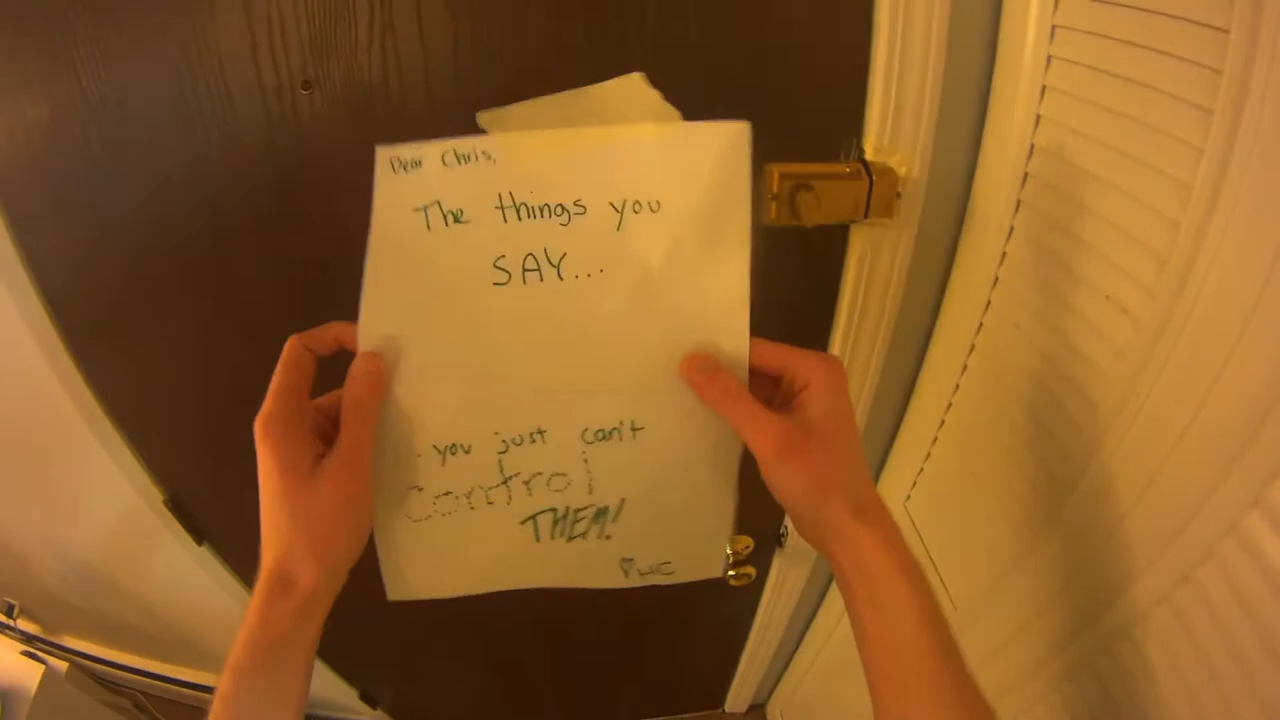 Dear Chris,
The things you
SAY...
you just can't
control
THEM!